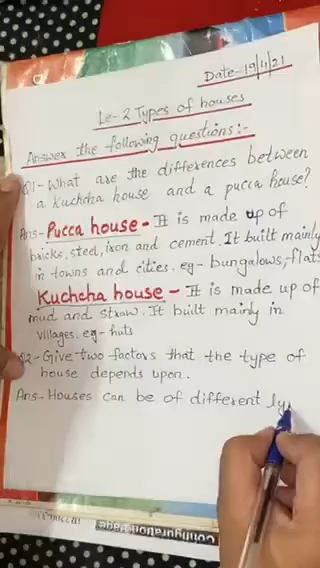 Date-19/4/21
Le-2 Types of houses
Answer the following questions:-
Q1-What are the differences between
a Kuchcha house and a pucca house?
Ans-Pucca house- It is made up of
bricks, steel, iron and cement. It built mainly
in towns and cities. eg- bungalows, flats
Kuchcha house - It is made up of
mud and straw. It built mainly in
villages. eg- huts
Q2- Give two factors that the type of
house depends upon.
Ans-Houses can be of different ty
Configuration Page